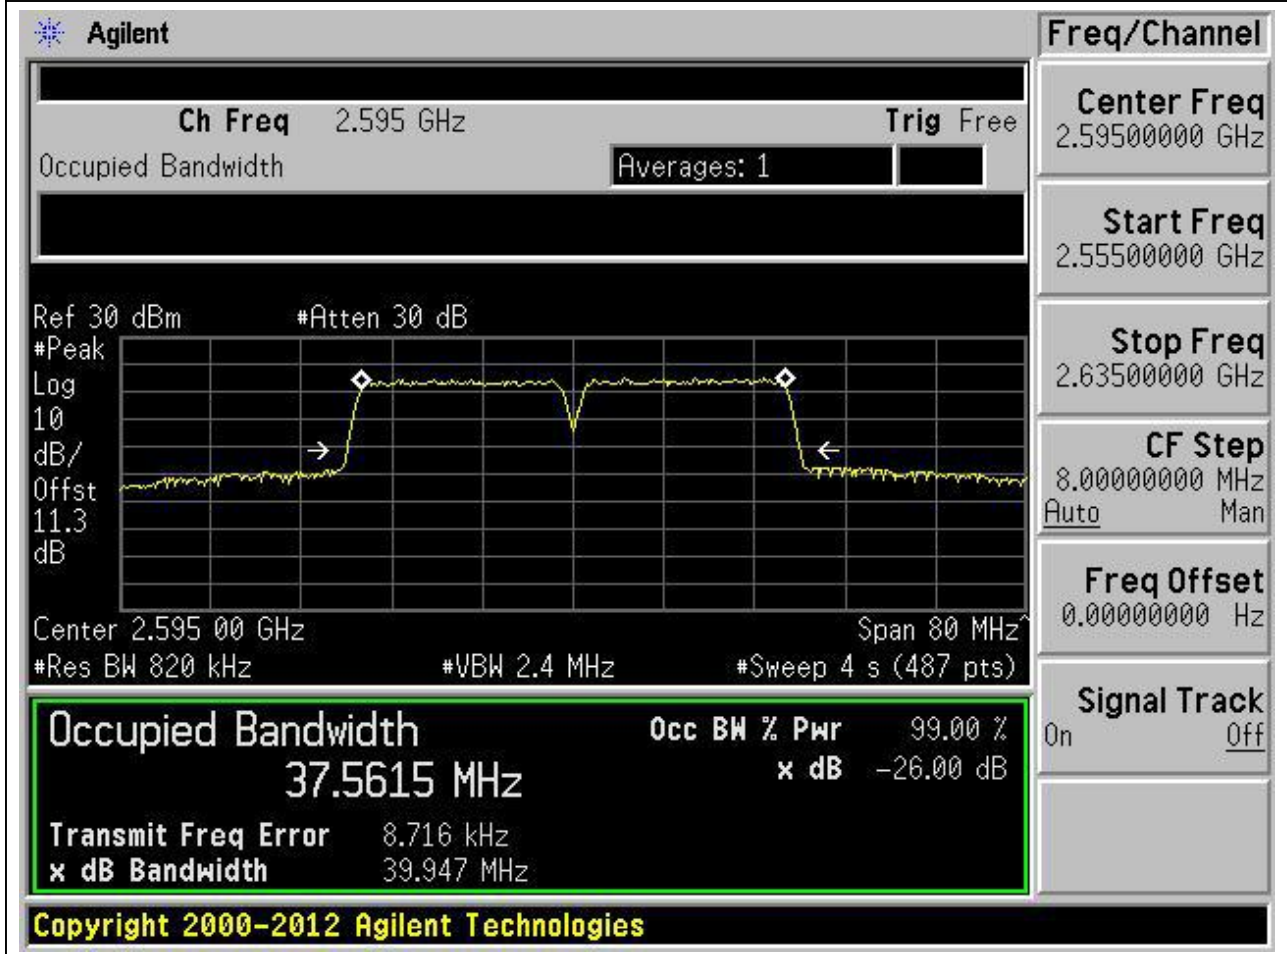 Agilent
Freq/Channel
Ch Freq 2.595 GHz Trig Free
Occupied Bandwidth Averages: 1
Center Freq
2.59500000 GHz
Start Freq
2.55500000 GHz
Stop Freq
2.63500000 GHz
CF Step
8.00000000 MHz
Auto Man
Freq Offset
0.00000000 Hz
Signal Track
On Off
Ref 30 dBm #Atten 30 dB
#Peak
Log
10
dB/
Offst
11.3
dB
Center 2.595 00 GHz Span 80 MHz^
#Res BW 820 kHz #VBW 2.4 MHz #Sweep 4 s (487 pts)
Occupied Bandwidth Occ BW % Pwr 99.00 %
37.5615 MHz x dB -26.00 dB
Transmit Freq Error 8.716 kHz
x dB Bandwidth 39.947 MHz
Copyright 2000-2012 Agilent Technologies